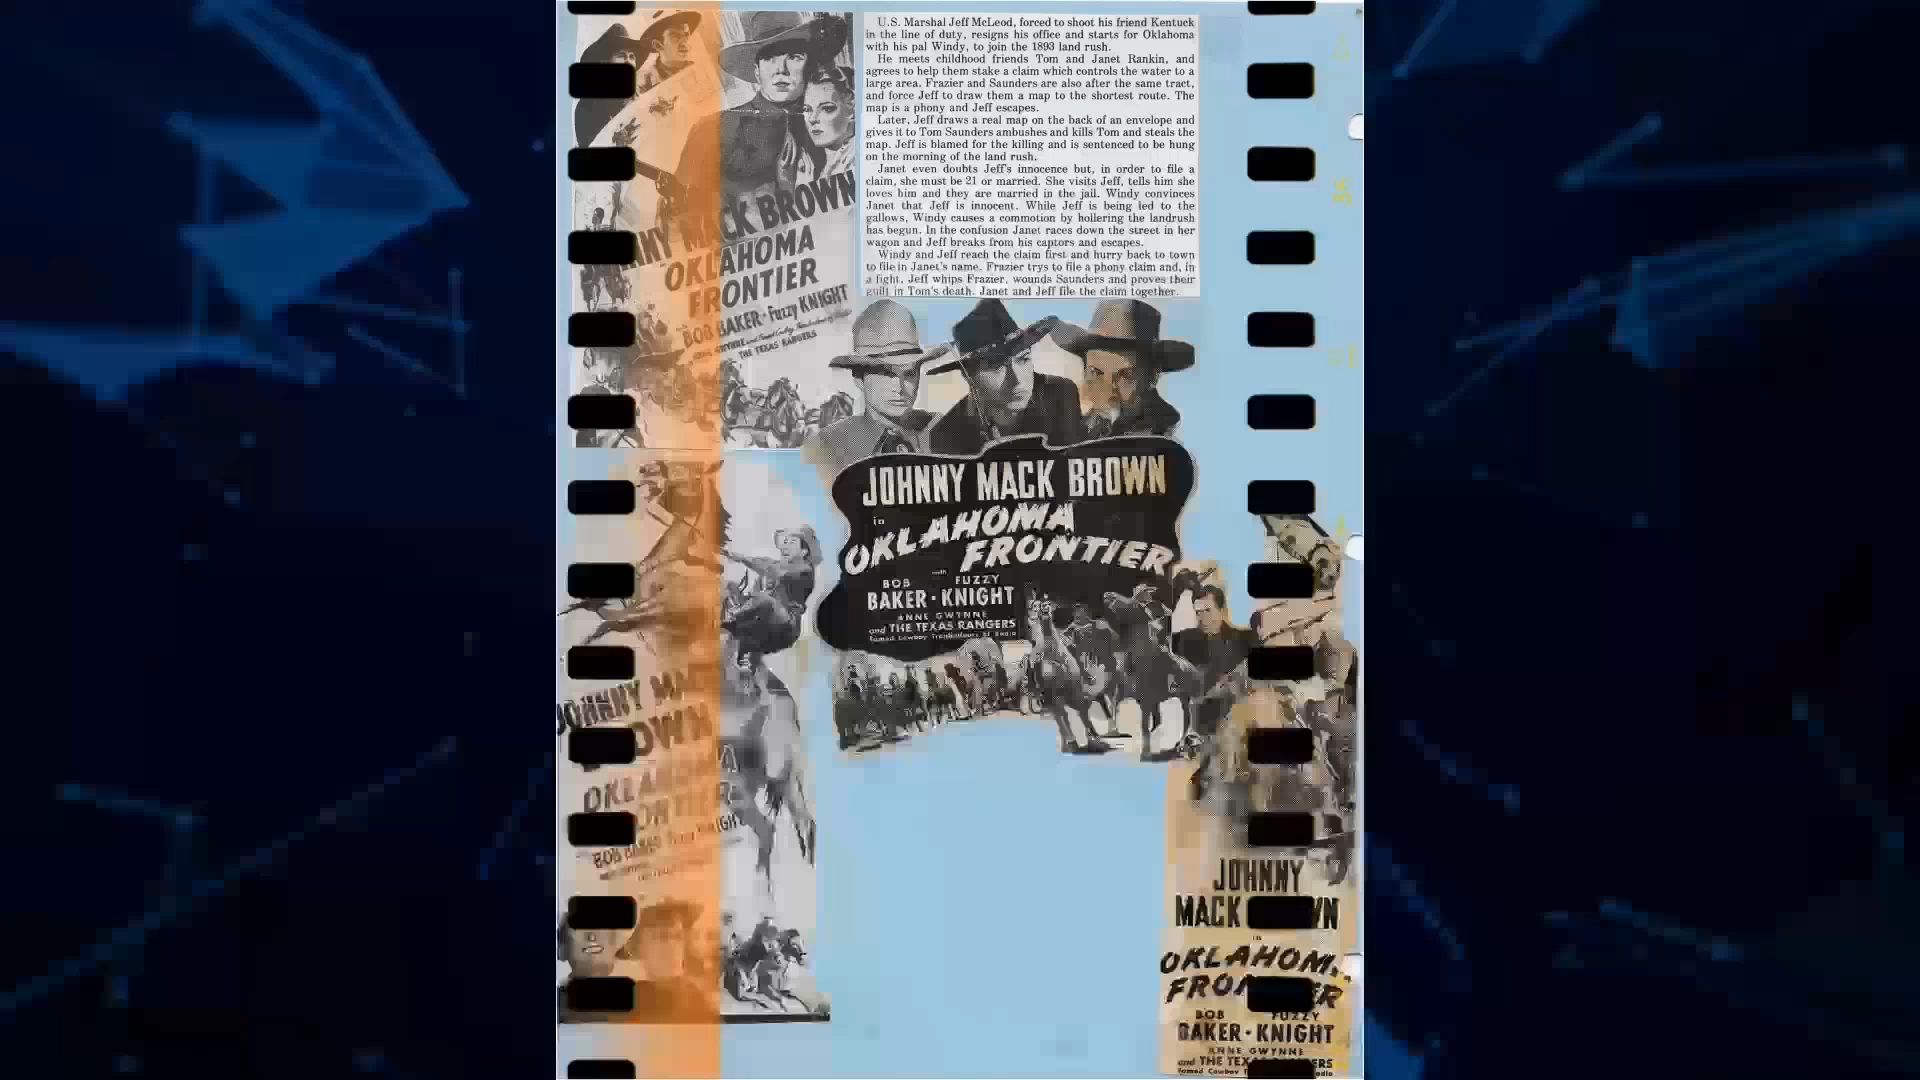 U.S. Marshal Jeff McLeod, forced to shoot his friend Kentuck
in the line of duty, resigns his office and starts for Oklahoma
with his pal Windy, to join the 1893 land rush.
He meets childhood friends Tom and Janet Rankin, and
agrees to help them stake a claim which controls the water to a
large area. Frazier and Saunders are also after the same tract,
and force Jeff to draw them a map to the shortest route. The
map is a phony and Jeff escapes.
Later, Jeff draws a real map on the back of an envelope and
gives it to Tom Saunders ambushes and kills Tom and steals the
map. Jeff is blamed for the killing and is sentenced to be hung
on the morning of the land rush.
Janet even doubts Jeff's innocence but, in order to file a
claim, she must be 21 or married. She visits Jeff, tells him she
loves him and they are married in the jail. Windy convinces
Janet that Jeff is innocent. While Jeff is being led to the
gallows, Windy causes a commotion by hollering the landrush
has begun. In the confusion Janet races down the street in her
wagon and Jeff breaks from his captors and escapes.
Windy and Jeff reach the claim first and hurry back to town
to file in Janet's name. Frazier trys to file a phony claim and, in
a fight, Jeff whips Frazier, wounds Saunders and proves their
guilt in Tom's death. Janet and Jeff file the claim together.
MACK BROWN
OKLAHOMA
FRONTIER
BOB BAKER · Fuzzy KNIGHT
THE TEXAS RANGERS
JOHNNY MACK BROWN
in
OKLAHOMA
FRONTIER
with
BOB FUZZY
BAKER · KNIGHT
ANNE GWYNNE
and THE TEXAS RANGERS
Famed Cowboy Troubadours Of Radio
JOHNNY
BOB
JOHNNY
MACK
in
BOB FUZZY
BAKER · KNIGHT
ANNE GWYNNE
and THE
Famed Cowboy